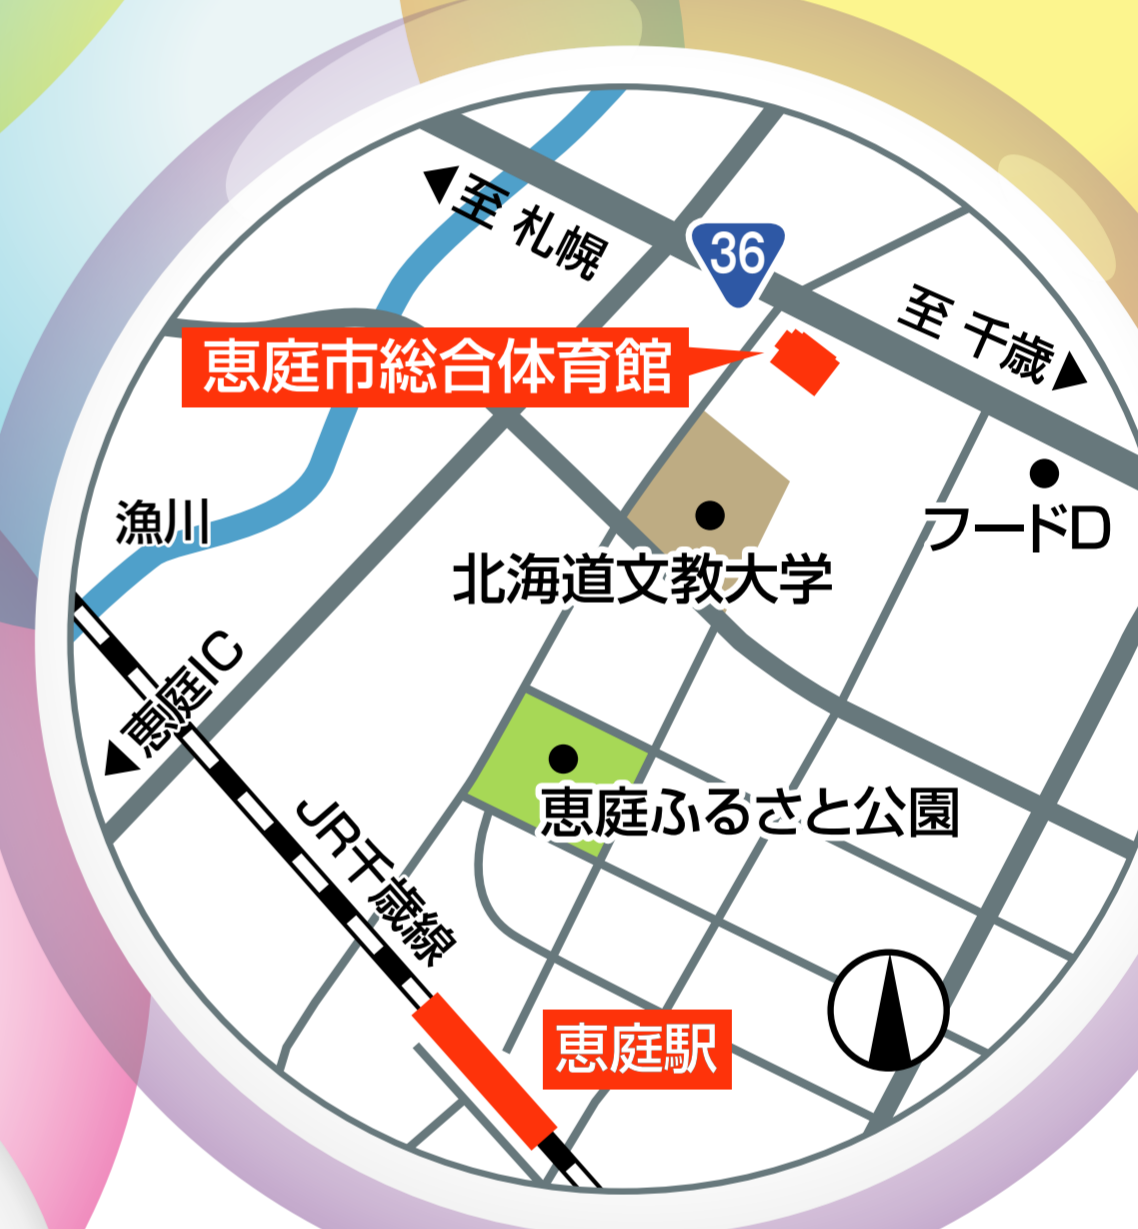 至 札幌
36
至 千歳
恵庭市総合体育館
漁川
フードD
北海道文教大学
恵庭IC
恵庭ふるさと公園
JR千歳線
恵庭駅